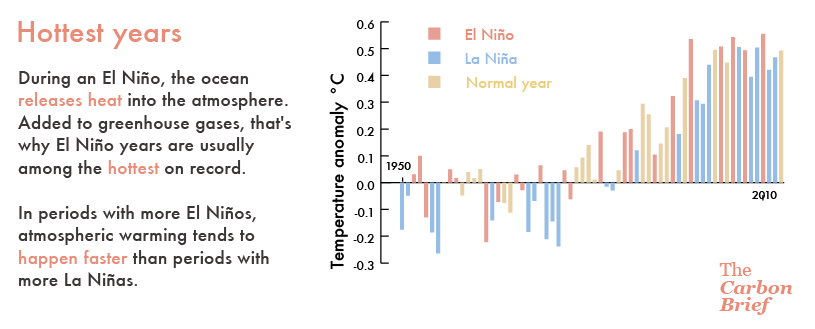 Hottest years
During an El Niño, the ocean
releases heat into the atmosphere.
Added to greenhouse gases, that's
why El Niño years are usually
among the hottest on record.
In periods with more El Niños,
atmospheric warming tends to
happen faster than periods with
more La Niñas.
Temperature anomaly °C
0.6
0.5
0.4
0.3
0.2
0.1
0.0
-0.1
-0.2
-0.3
El Niño
La Niña
Normal year
1950
2010
The
Carbon
Brief